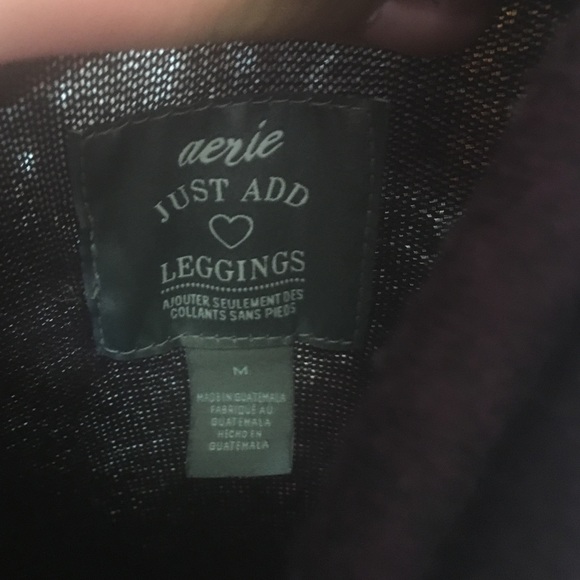 aerie
JUST ADD
LEGGINGS
AJOUTER SEULEMENT DES
COLLANTS SANS PIEDS
M
MADE IN GUATEMALA
FABRIQUÉ AU
GUATEMALA
HECHO EN
GUATEMALA